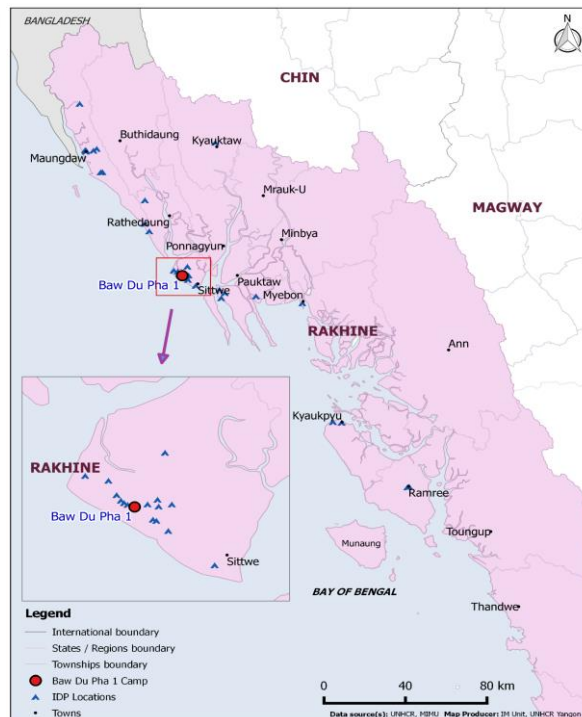 BANGLADESH
N
CHIN
Buthidaung
Kyauktaw
Maungdaw
Mrauk-U
MAGWAY
Rathedaung
Minbya
Ponnagyun
Baw Du Pha 1
Pauktaw
Sittwe
Myebon
RAKHINE
Ann
Kyaukpyu
RAKHINE
Ramree
Baw Du Pha 1
Toungup
Munaung
Sittwe
BAY OF BENGAL
Thandwe
Legend
International boundary
States / Regions boundary
Townships boundary
Baw Du Pha 1 Camp
IDP Locations
Towns
0 40 80 km
Data source(s): UNHCR, MIMU Map Producer: IM Unit, UNHCR Yangon